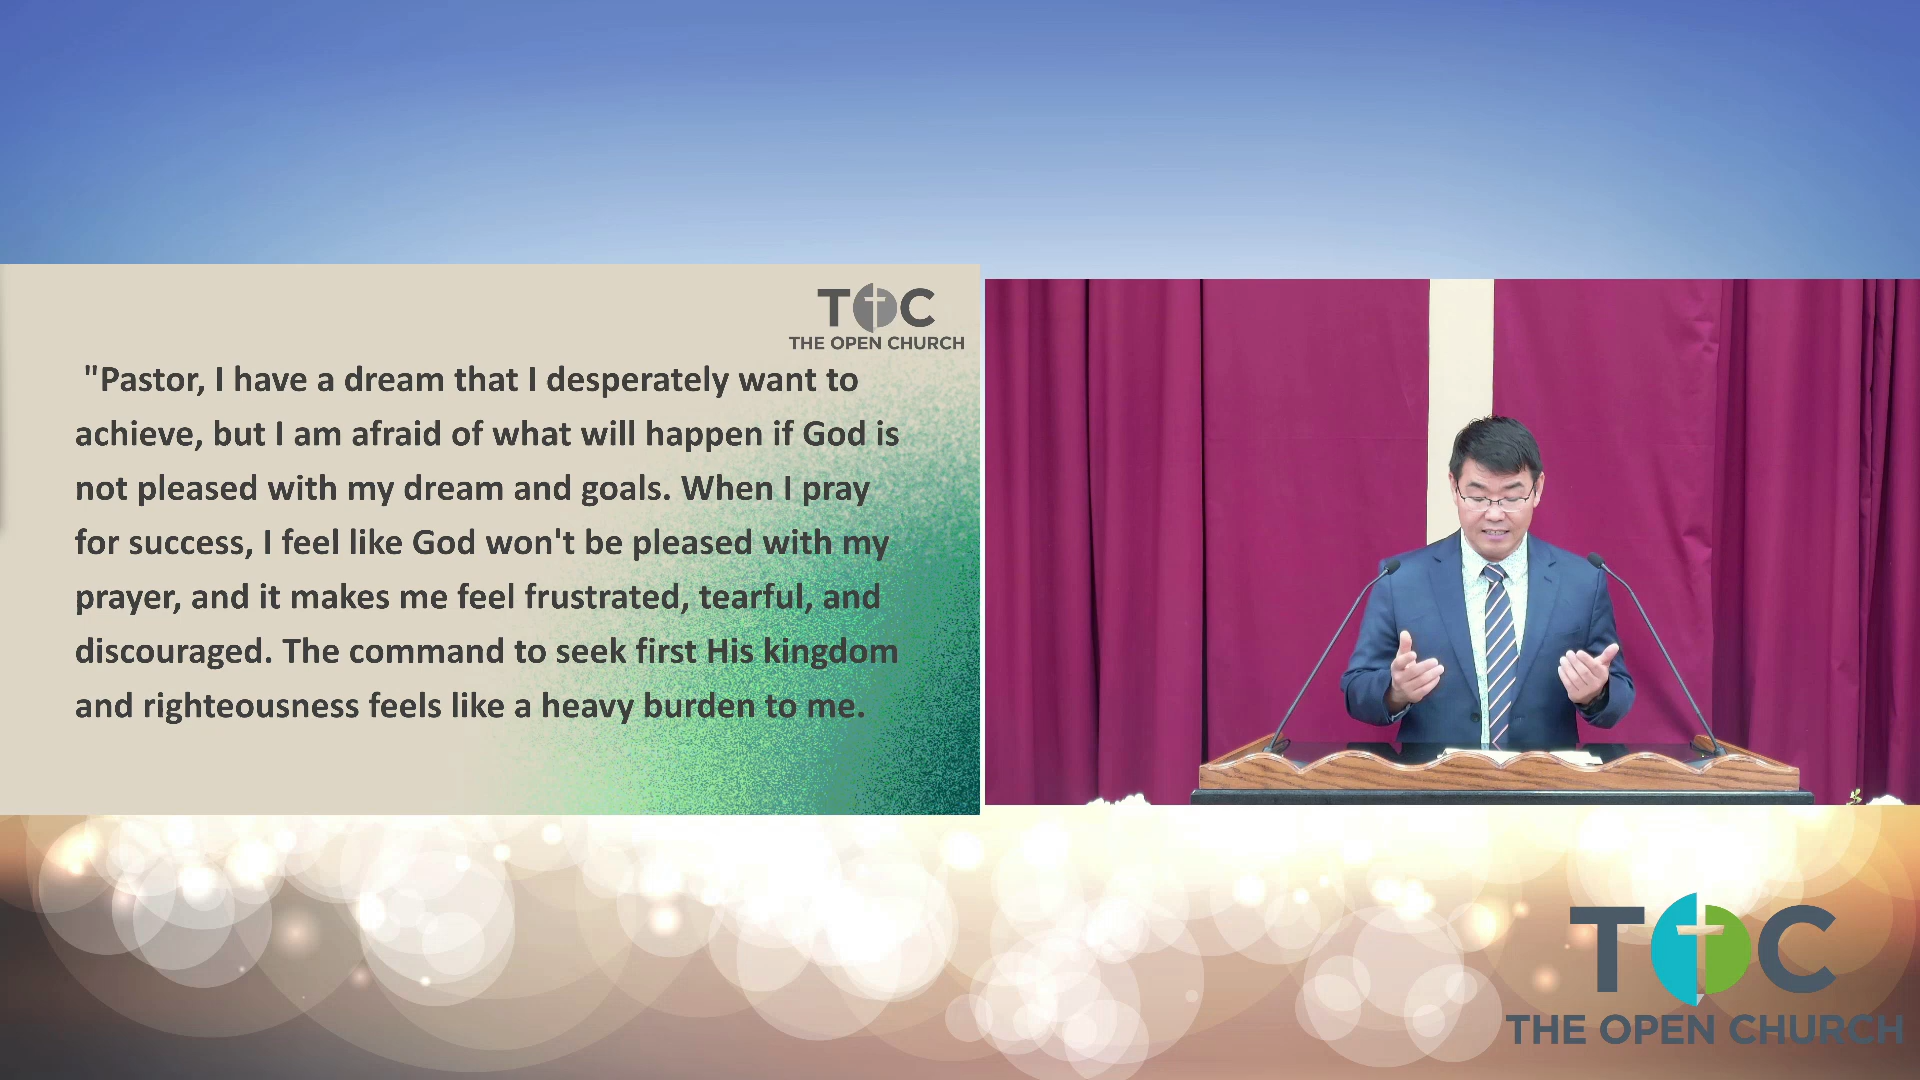 TOC
THE OPEN CHURCH
"Pastor, I have a dream that I desperately want to
achieve, but I am afraid of what will happen if God is
not pleased with my dream and goals. When I pray
for success, I feel like God won't be pleased with my
prayer, and it makes me feel frustrated, tearful, and
discouraged. The command to seek first His kingdom
and righteousness feels like a heavy burden to me.
TOC
THE OPEN CHURCH